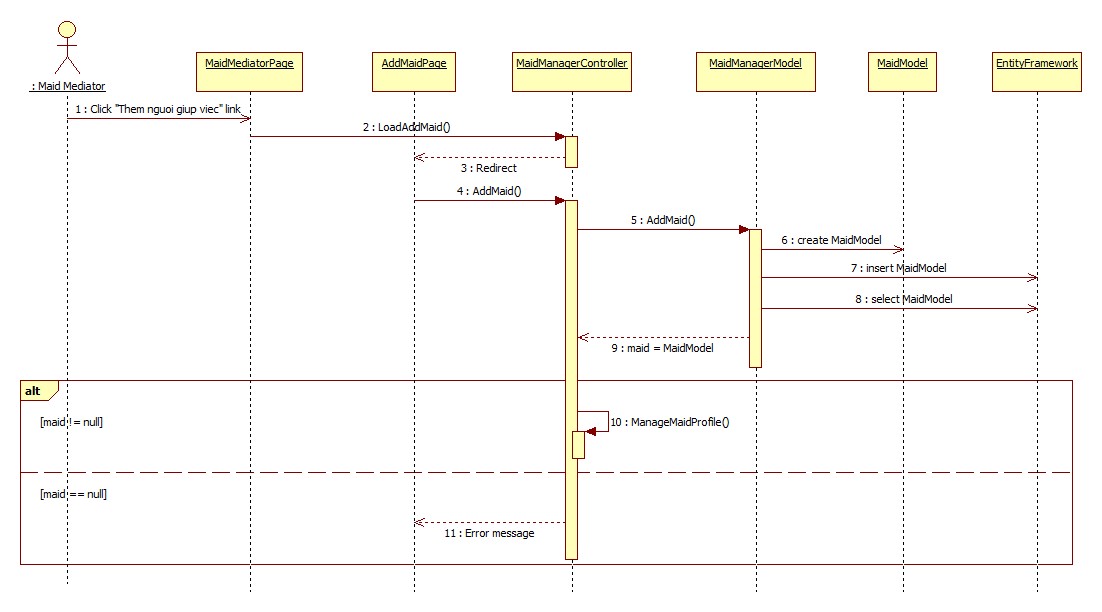 : Maid Mediator
MaidMediatorPage
AddMaidPage
MaidManagerController
MaidManagerModel
MaidModel
EntityFramework
1 : Click "Them nguoi giup viec" link
2 : LoadAddMaid()
3 : Redirect
4 : AddMaid()
5 : AddMaid()
6 : create MaidModel
7 : insert MaidModel
8 : select MaidModel
9 : maid = MaidModel
alt
[maid != null]
10 : ManageMaidProfile()
[maid == null]
11 : Error message